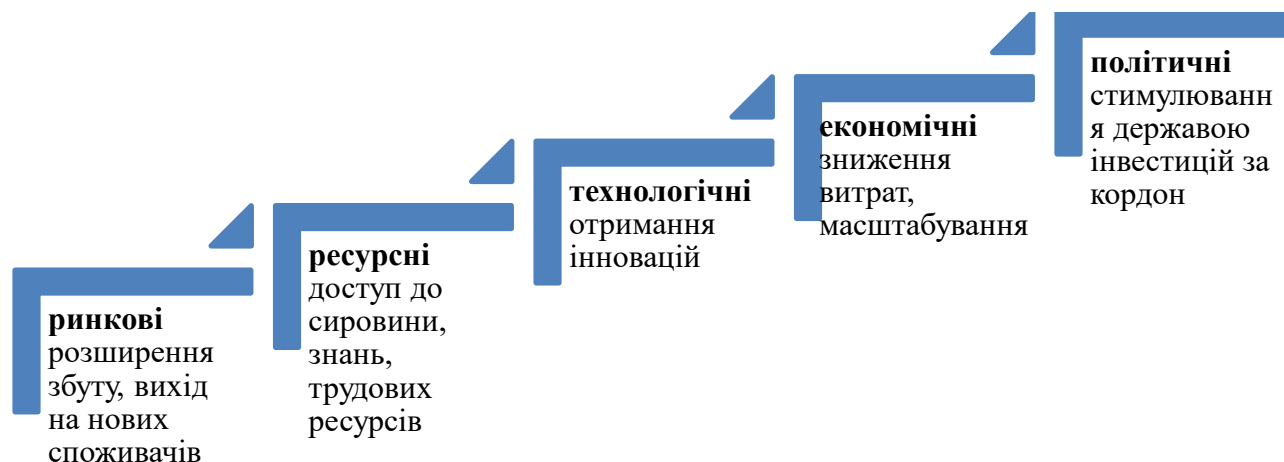 ринкові
розширення
збуту, вихід
на нових
споживачів
ресурсні
доступ до
сировини,
знань,
трудових
ресурсів
технологічні
отримання
інновацій
економічні
зниження
витрат,
масштабування
політичні
стимулюванн
я державою
інвестицій за
кордон